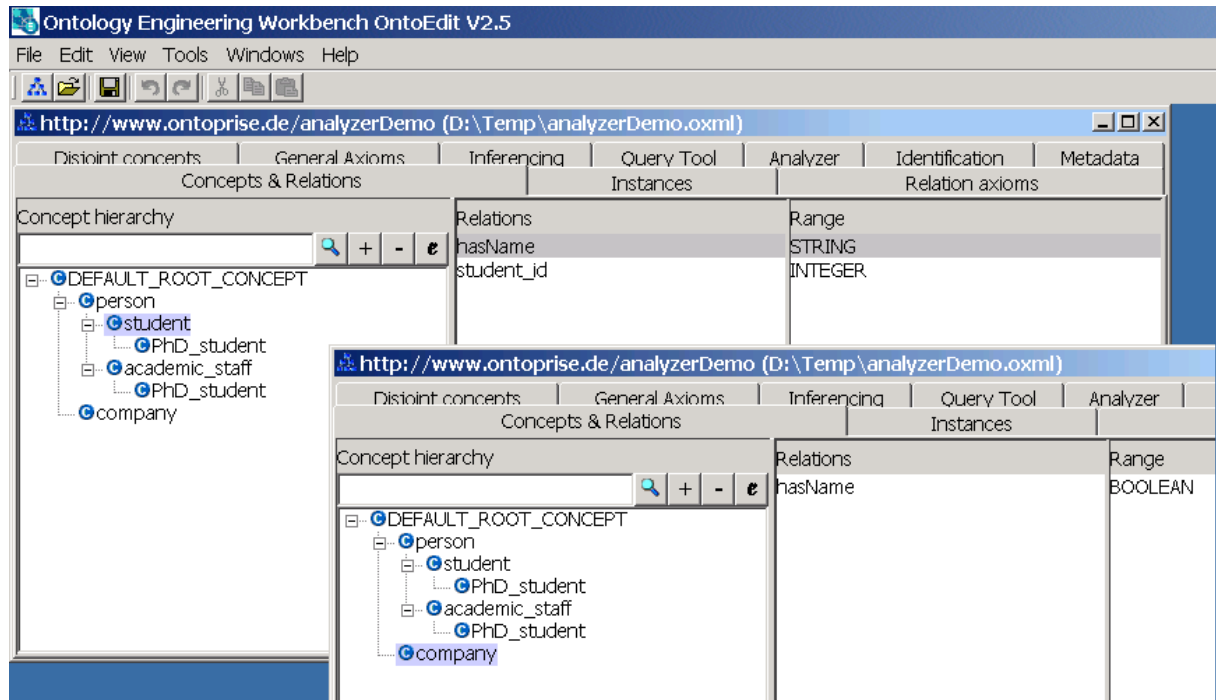 Ontology Engineering Workbench OntoEdit V2.5
File Edit View Tools Windows Help
http://www.ontoprise.de/analyzerDemo (D:\Temp\analyzerDemo.oxml)
Disjoint concepts General Axioms Inferencing Query Tool Analyzer Identification Metadata
Concepts & Relations Instances Relation axioms
Concept hierarchy Relations Range
+ - e hasName STRING
student_id INTEGER
DEFAULT_ROOT_CONCEPT
person
student
PhD_student
academic_staff
PhD_student
company
http://www.ontoprise.de/analyzerDemo (D:\Temp\analyzerDemo.oxml)
Disjoint concepts General Axioms Inferencing Query Tool Analyzer
Concepts & Relations Instances
Concept hierarchy Relations Range
+ - e hasName BOOLEAN
DEFAULT_ROOT_CONCEPT
person
student
PhD_student
academic_staff
PhD_student
company